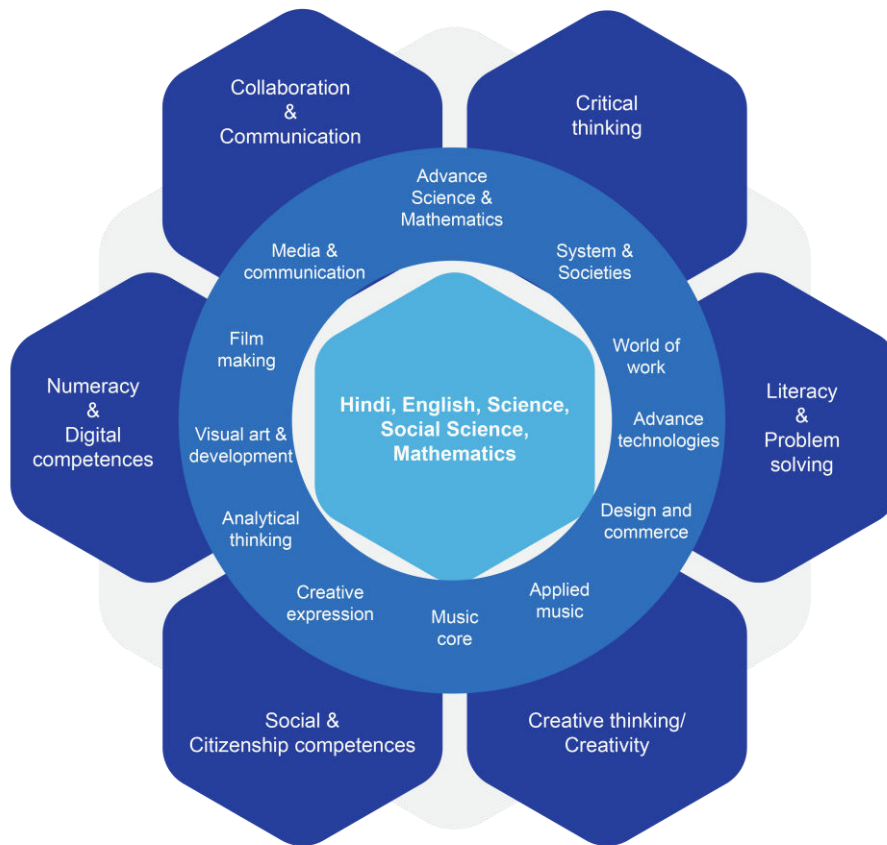 Collaboration
&
Communication
Critical
thinking
Advance
Science &
Mathematics
Media &
communication
System &
Societies
Film
making
World of
work
Numeracy
&
Digital
competences
Hindi, English, Science,
Social Science,
Mathematics
Literacy
&
Problem
solving
Visual art &
development
Advance
technologies
Analytical
thinking
Design and
commerce
Creative
expression
Music
core
Applied
music
Social &
Citizenship competences
Creative thinking/
Creativity